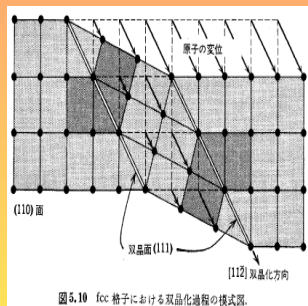 原子の変位
(110) 面
双晶面 (111)
[112̄] 双晶化方向
図5.10 fcc 格子における双晶化過程の模式図.